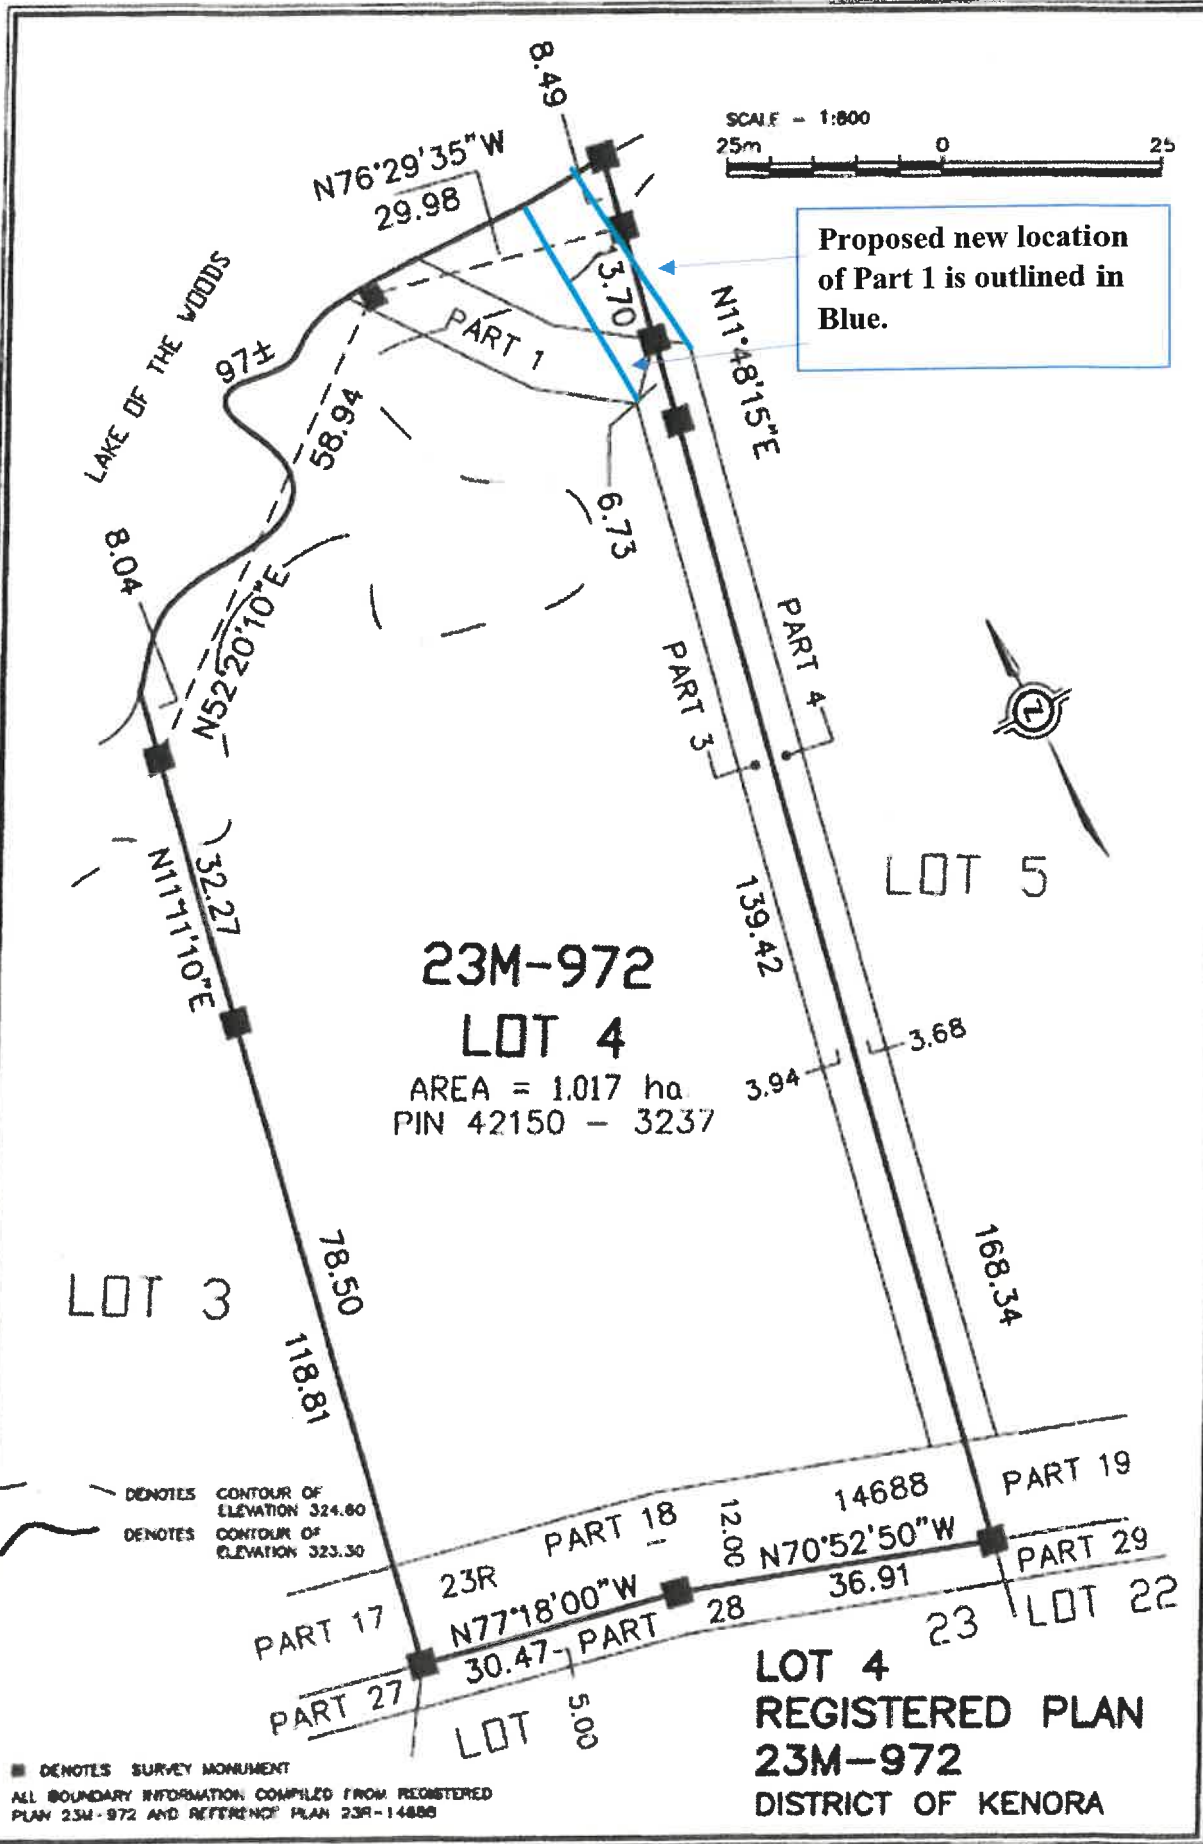 8.49
SCALE - 1:800
25m 0 25
N76°29'35"W
29.98
Proposed new location
of Part 1 is outlined in
Blue.
LAKE OF THE WOODS
3.70
N11°48'15"E
PART 1
97±
58.94
6.73
8.04
N52°20'10"E
PART 4
PART 3
32.27
N11°11'10"E
LOT 5
139.42
23M-972
LOT 4
AREA = 1.017 ha.
PIN 42150 - 3237
3.68
3.94
78.50
168.34
LOT 3
118.81
DENOTES CONTOUR OF
ELEVATION 324.60
DENOTES CONTOUR OF
ELEVATION 323.30
PART 19
14688
PART 18
12.00
N70°52'50"W
PART 29
23R
36.91
N77°18'00"W
PART 28
LOT 22
PART 17
30.47
23
PART 27
LOT
5.00
LOT 4
REGISTERED PLAN
23M-972
DISTRICT OF KENORA
DENOTES SURVEY MONUMENT
ALL BOUNDARY INFORMATION COMPILED FROM REGISTERED
PLAN 23M-972 AND REFERENCE PLAN 23R-14688